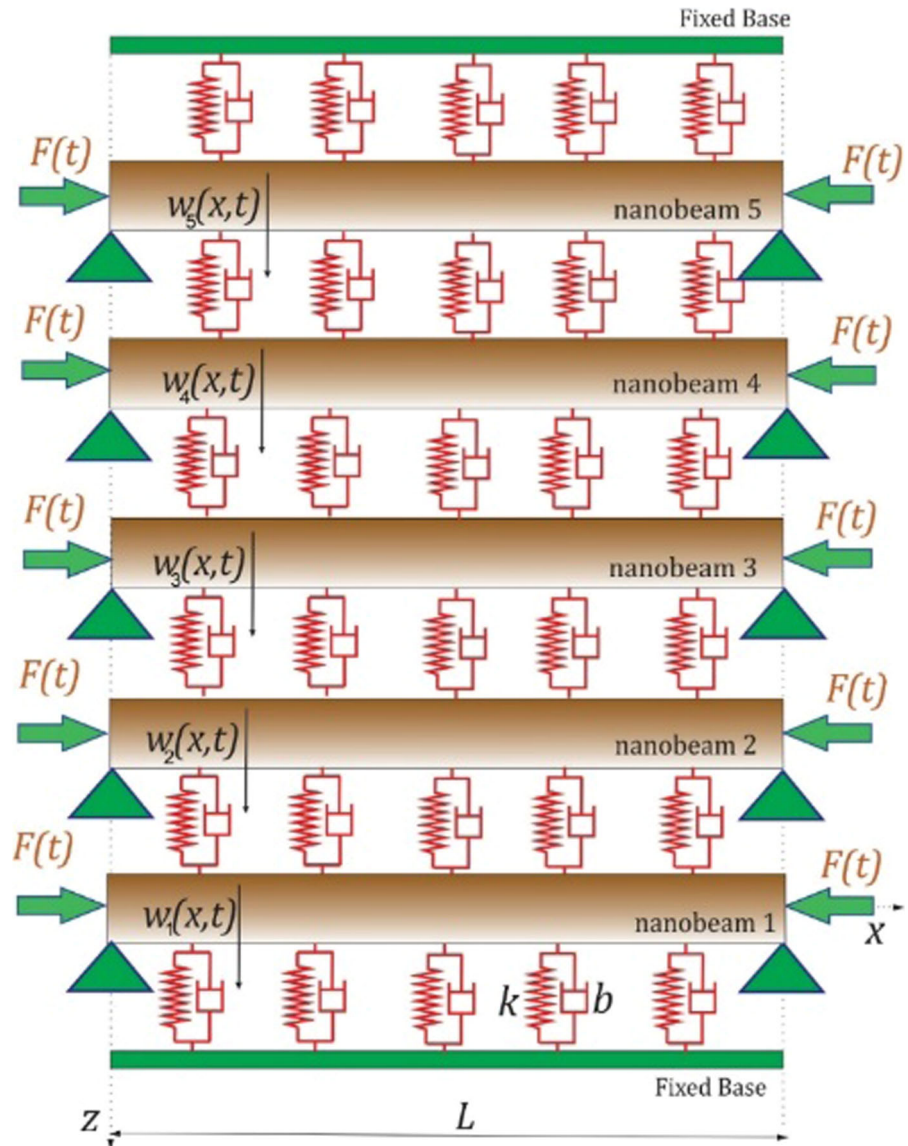 Fixed Base
F(t)
F(t)
w₅(x,t)
nanobeam 5
F(t)
F(t)
w₄(x,t)
nanobeam 4
F(t)
F(t)
w₃(x,t)
nanobeam 3
F(t)
F(t)
w₂(x,t)
nanobeam 2
F(t)
F(t)
w₁(x,t)
nanobeam 1
x
k
b
Fixed Base
z
L